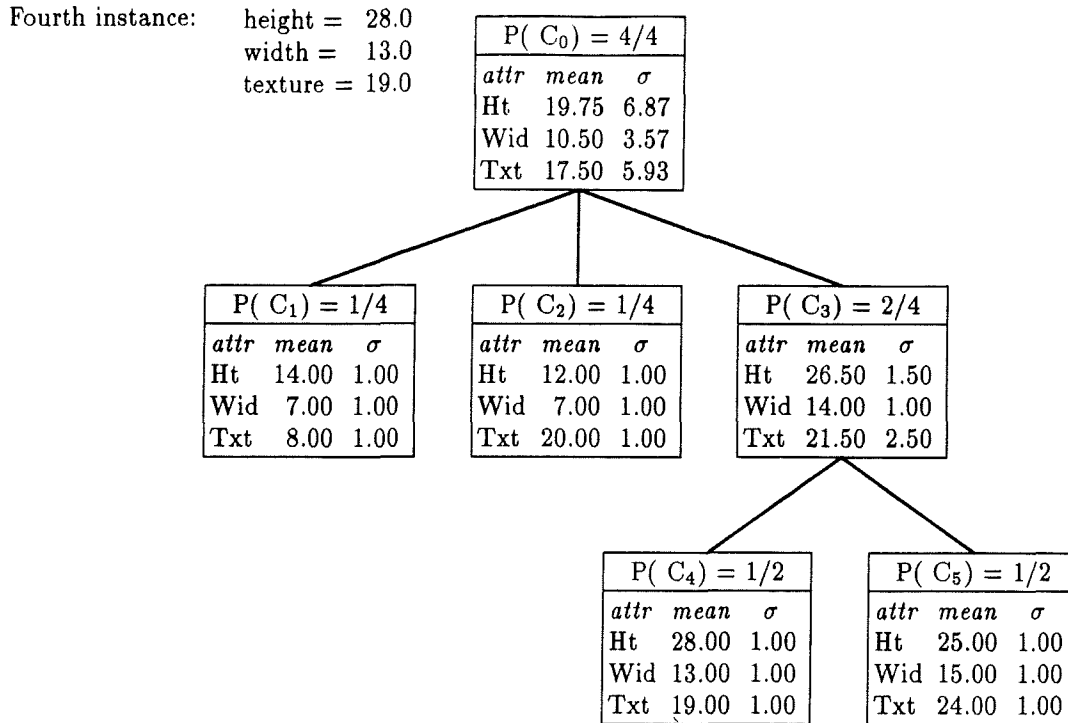 Fourth instance: height = 28.0
width = 13.0
texture = 19.0
P( C₀) = 4/4
attr mean σ
Ht 19.75 6.87
Wid 10.50 3.57
Txt 17.50 5.93
P( C₁) = 1/4
attr mean σ
Ht 14.00 1.00
Wid 7.00 1.00
Txt 8.00 1.00
P( C₂) = 1/4
attr mean σ
Ht 12.00 1.00
Wid 7.00 1.00
Txt 20.00 1.00
P( C₃) = 2/4
attr mean σ
Ht 26.50 1.50
Wid 14.00 1.00
Txt 21.50 2.50
P( C₄) = 1/2
attr mean σ
Ht 28.00 1.00
Wid 13.00 1.00
Txt 19.00 1.00
P( C₅) = 1/2
attr mean σ
Ht 25.00 1.00
Wid 15.00 1.00
Txt 24.00 1.00